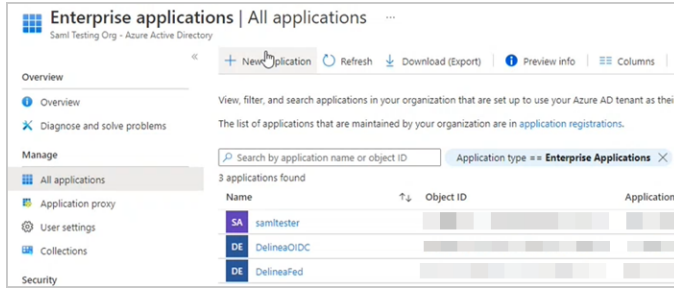 Enterprise applications | All applications ...
Saml Testing Org - Azure Active Directory
«
+ New application Refresh Download (Export) Preview info Columns
Overview
Overview
Diagnose and solve problems
Manage
All applications
Application proxy
User settings
Collections
Security
View, filter, and search applications in your organization that are set up to use your Azure AD tenant as their
The list of applications that are maintained by your organization are in application registrations.
Search by application name or object ID
Application type == Enterprise Applications ✕
3 applications found
Name ↑↓ Object ID Application
SA samltester
DE DelineaOIDC
DE DelineaFed